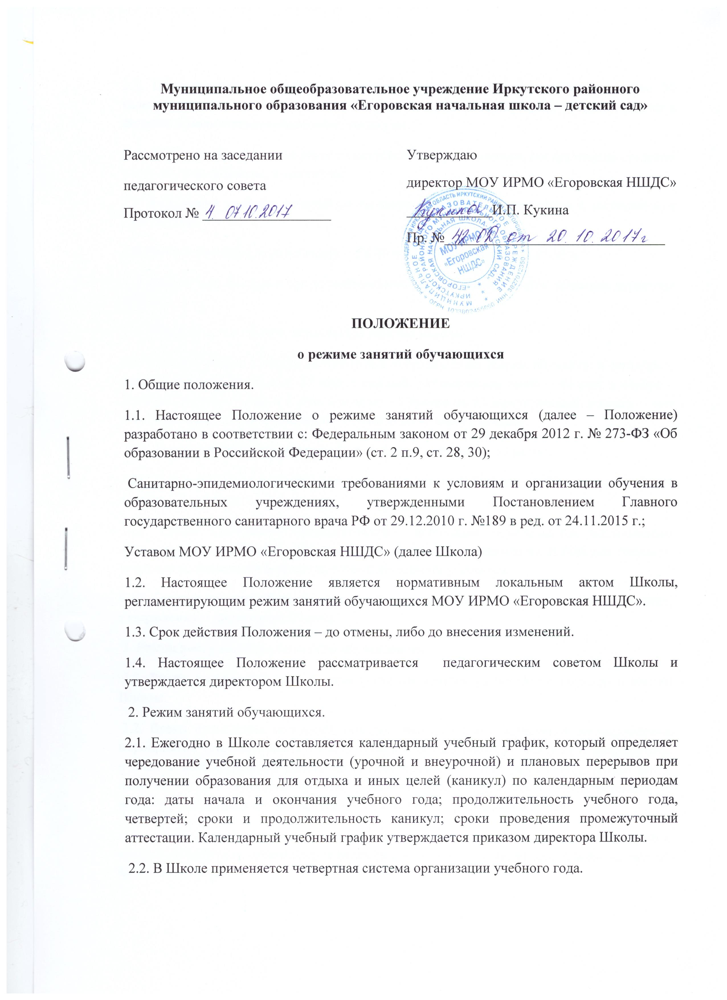 Муниципальное общеобразовательное учреждение Иркутского районного
муниципального образования «Егоровская начальная школа – детский сад»
Рассмотрено на заседании
педагогического совета
Протокол № 4. 07.10.2017
Утверждаю
директор МОУ ИРМО «Егоровская НШДС»
И.П. Кукина
Пр. № 42-ОД от 20.10.2017г
МОУ ИРМО
«Егоровская
НШДС»
ПОЛОЖЕНИЕ
о режиме занятий обучающихся
1. Общие положения.
1.1. Настоящее Положение о режиме занятий обучающихся (далее – Положение)
разработано в соответствии с: Федеральным законом от 29 декабря 2012 г. № 273-ФЗ «Об
образовании в Российской Федерации» (ст. 2 п.9, ст. 28, 30);
Санитарно-эпидемиологическими требованиями к условиям и организации обучения в
образовательных учреждениях, утвержденными Постановлением Главного
государственного санитарного врача РФ от 29.12.2010 г. №189 в ред. от 24.11.2015 г.;
Уставом МОУ ИРМО «Егоровская НШДС» (далее Школа)
1.2. Настоящее Положение является нормативным локальным актом Школы,
регламентирующим режим занятий обучающихся МОУ ИРМО «Егоровская НШДС».
1.3. Срок действия Положения – до отмены, либо до внесения изменений.
1.4. Настоящее Положение рассматривается педагогическим советом Школы и
утверждается директором Школы.
2. Режим занятий обучающихся.
2.1. Ежегодно в Школе составляется календарный учебный график, который определяет
чередование учебной деятельности (урочной и внеурочной) и плановых перерывов при
получении образования для отдыха и иных целей (каникул) по календарным периодам
года: даты начала и окончания учебного года; продолжительность учебного года,
четвертей; сроки и продолжительность каникул; сроки проведения промежуточный
аттестации. Календарный учебный график утверждается приказом директора Школы.
2.2. В Школе применяется четвертная система организации учебного года.